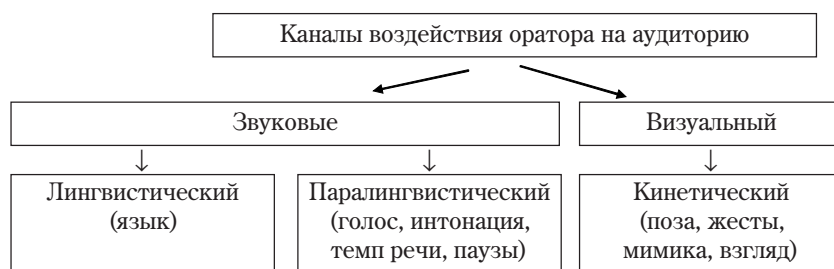 Каналы воздействия оратора на аудиторию
Звуковые
Визуальный
Лингвистический
(язык)
Паралингвистический
(голос, интонация,
темп речи, паузы)
Кинетический
(поза, жесты,
мимика, взгляд)